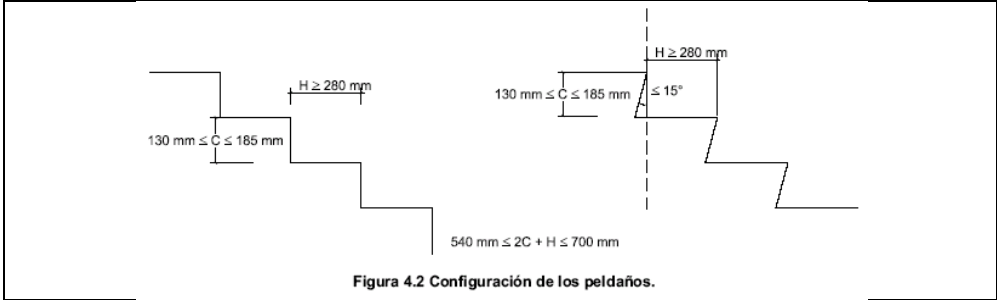 H ≥ 280 mm
130 mm ≤ C ≤ 185 mm
H ≥ 280 mm
130 mm ≤ C ≤ 185 mm
≤ 15°
540 mm ≤ 2C + H ≤ 700 mm
Figura 4.2 Configuración de los peldaños.